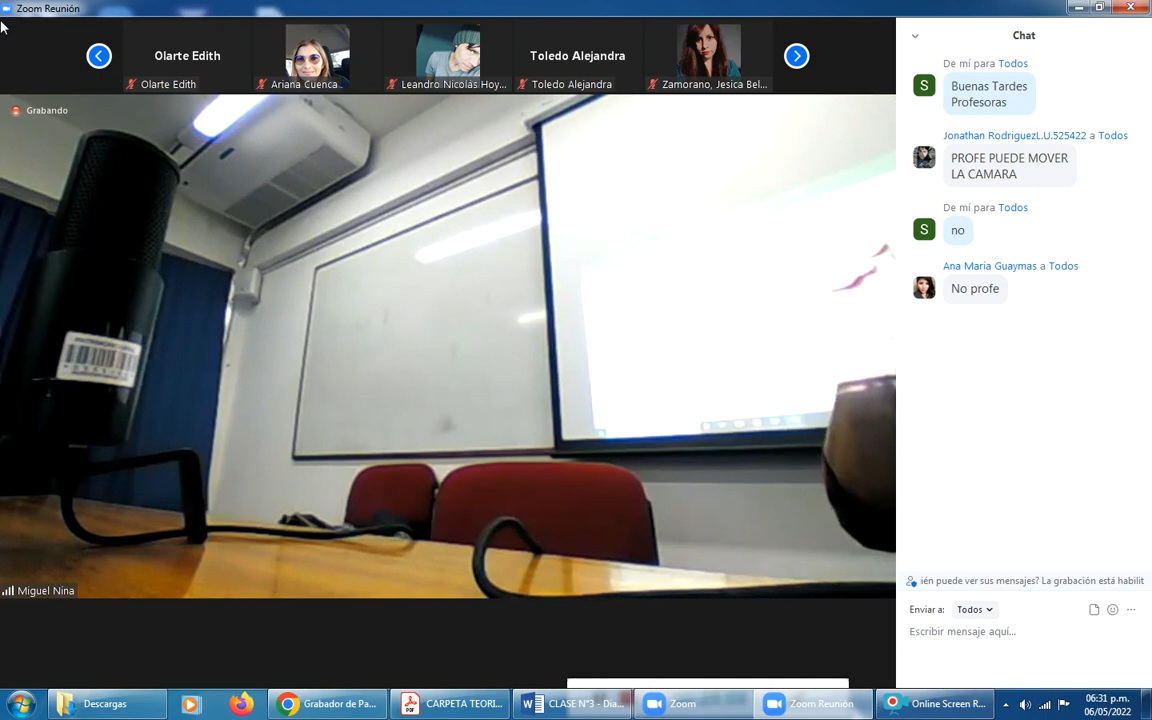 Zoom Reunión
Olarte Edith
Toledo Alejandra
Olarte Edith
Ariana Cuenca...
Leandro Nicolas Hoy...
Toledo Alejandra
Zamorano, Jesica Bel...
Grabando
Miguel Nina
Chat
De mí para Todos
S
Buenas Tardes
Profesoras
Jonathan RodriguezL.U.525422 a Todos
PROFE PUEDE MOVER
LA CAMARA
De mí para Todos
S
no
Ana Maria Guaymas a Todos
No profe
ién puede ver sus mensajes? La grabación está habilit
Enviar a: Todos
Escribir mensaje aquí...
Descargas
Grabador de Pa...
CARPETA TEORI...
CLASE N°3 - Dia...
Zoom
Zoom Reunión
Online Screen R...
06:31 p.m.
06/05/2022